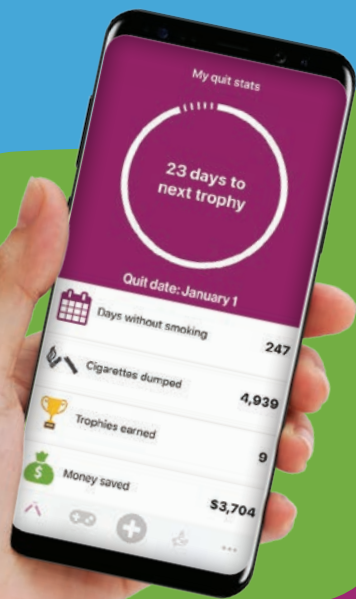 My quit stats
23 days to
next trophy
Quit date: January 1
Days without smoking
247
Cigarettes dumped
4,939
Trophies earned
9
Money saved
$3,704